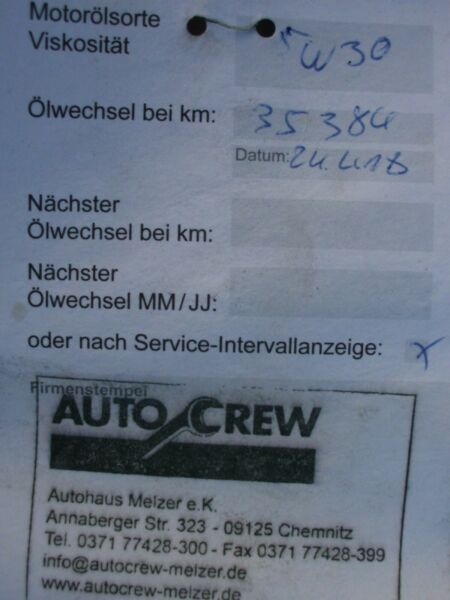 Motorölsorte
Viskosität 5W30
Ölwechsel bei km: 35384
Datum: 24.4.18
Nächster
Ölwechsel bei km:
Nächster
Ölwechsel MM/JJ:
oder nach Service-Intervallanzeige: x
Firmenstempel
AUTO CREW
Autohaus Melzer e.K.
Annaberger Str. 323 - 09125 Chemnitz
Tel. 0371 77428-300 - Fax 0371 77428-399
info@autocrew-melzer.de
www.autocrew-melzer.de